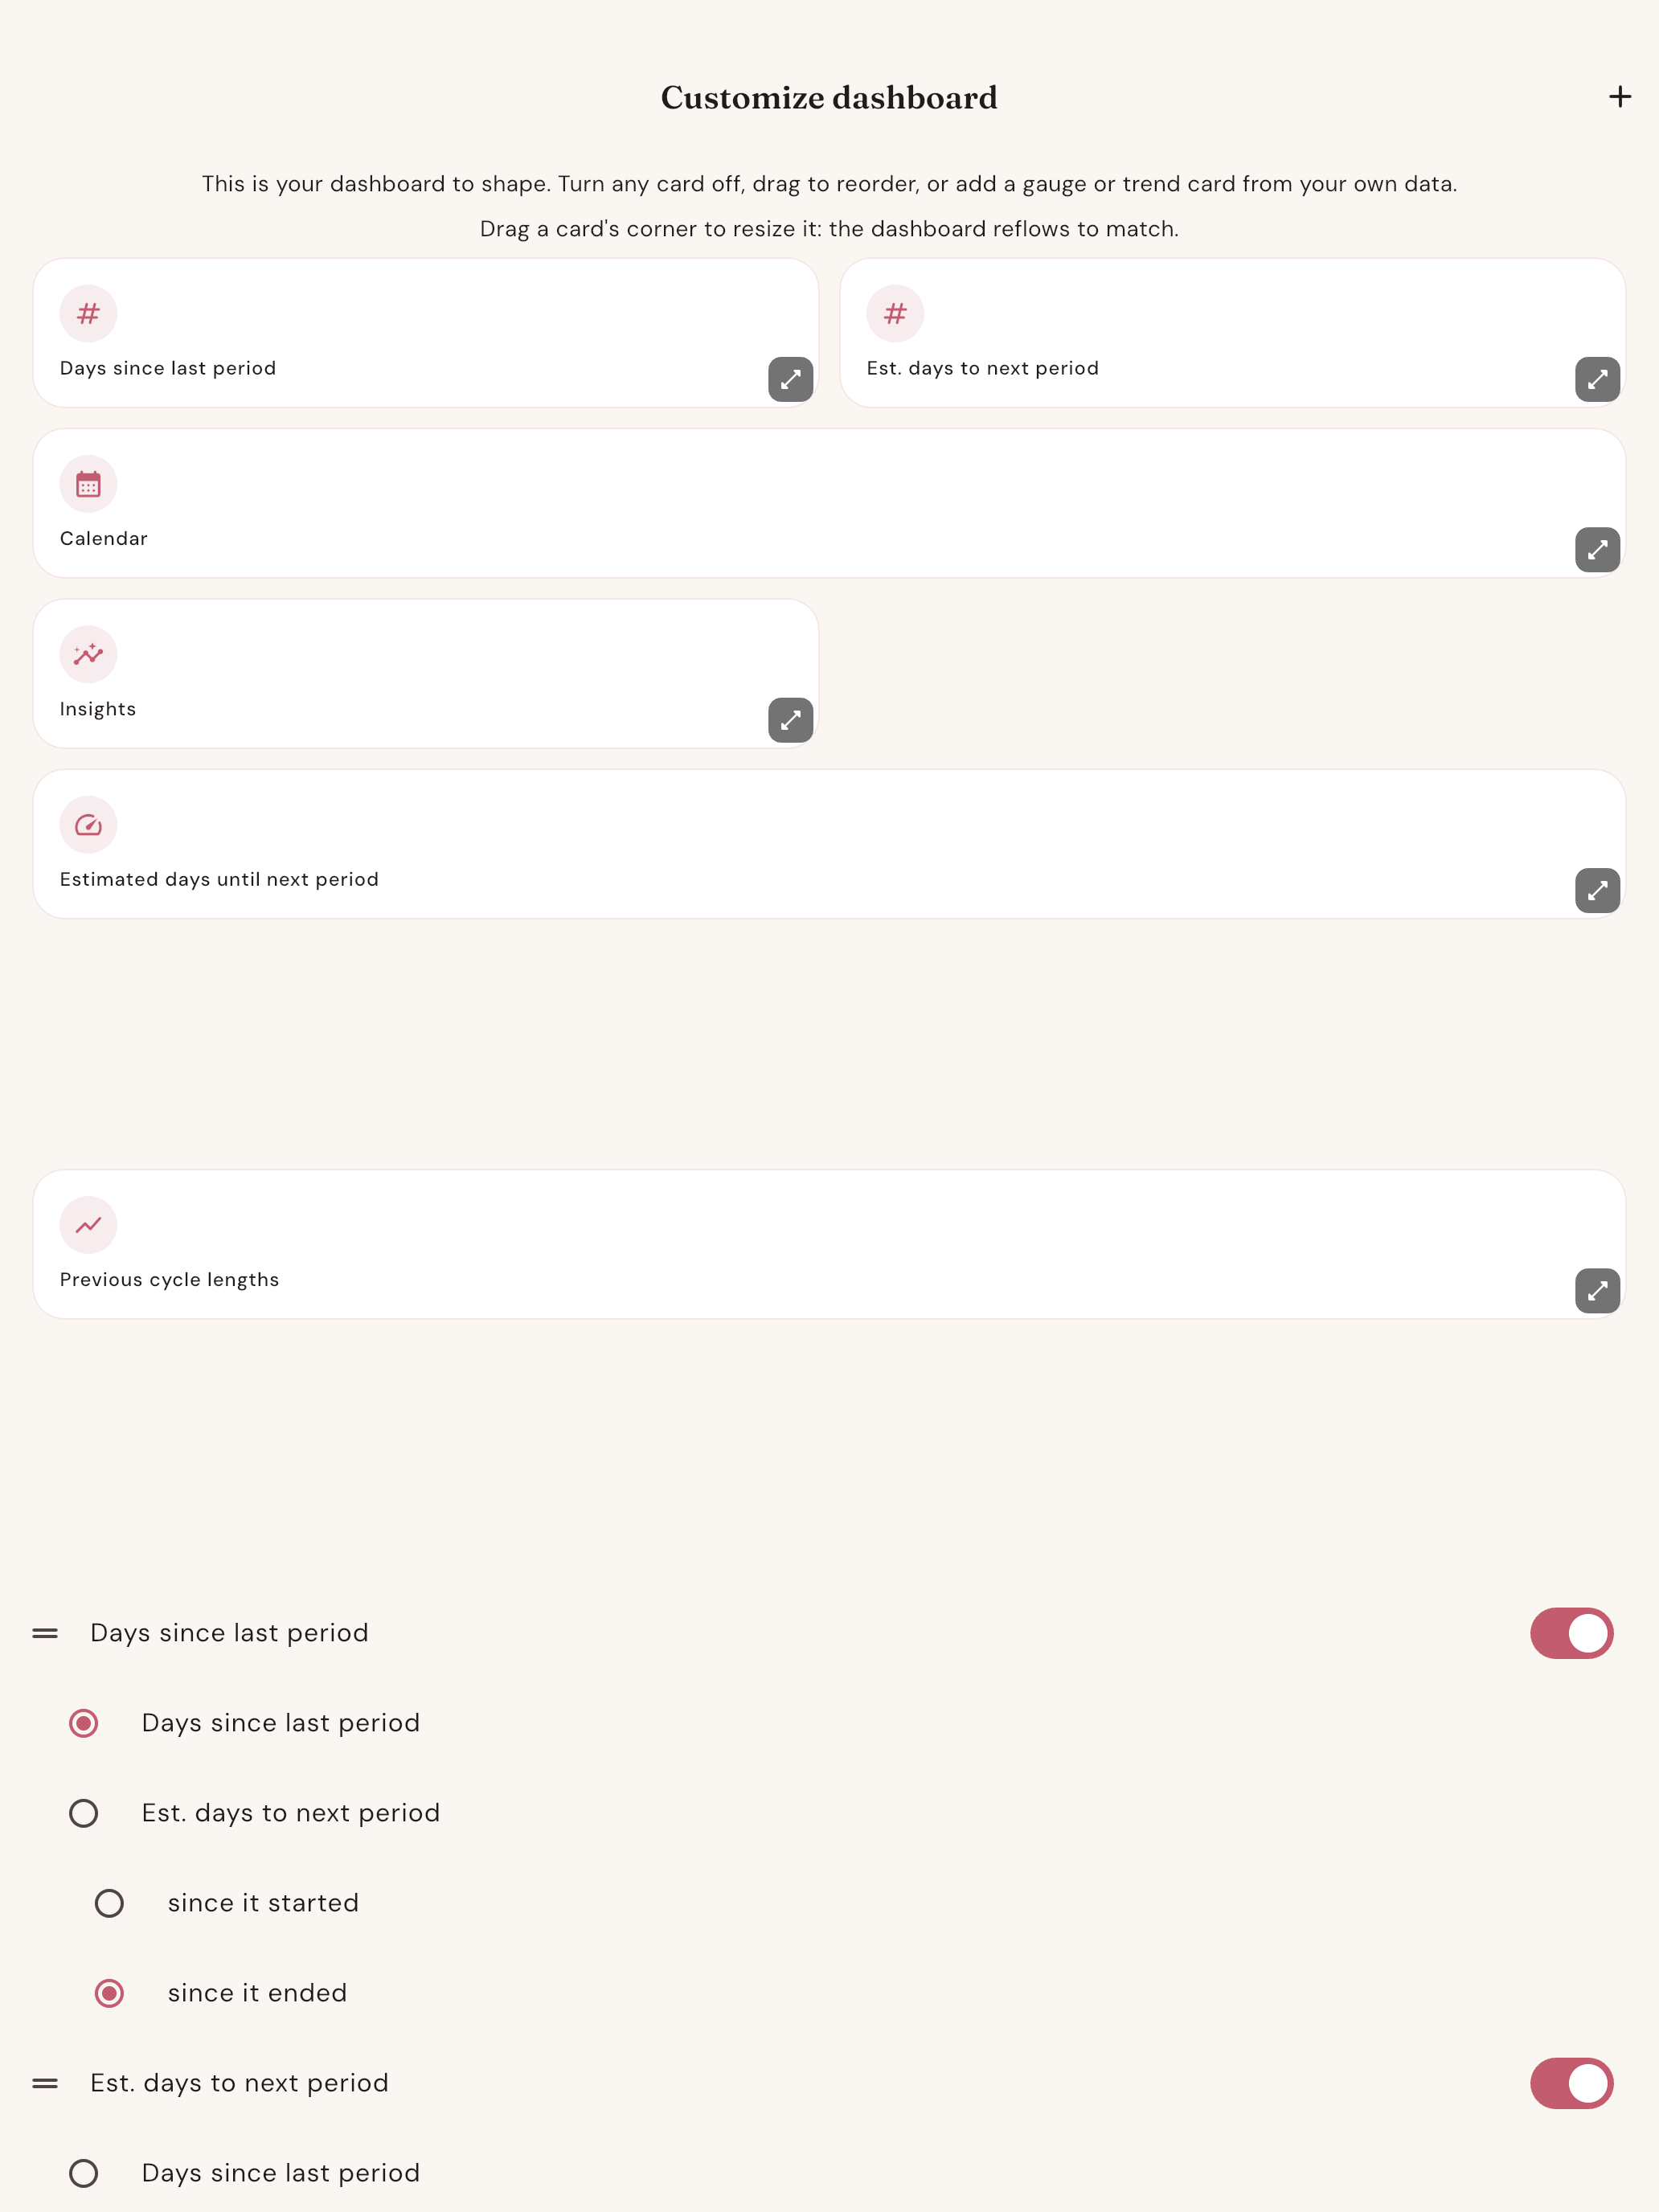 Customize dashboard
This is your dashboard to shape. Turn any card off, drag to reorder, or add a gauge or trend card from your own data.
Drag a card's corner to resize it: the dashboard reflows to match.
Days since last period
Est. days to next period
Calendar
Insights
Estimated days until next period
Previous cycle lengths
Days since last period
Days since last period
Est. days to next period
since it started
since it ended
Est. days to next period
Days since last period